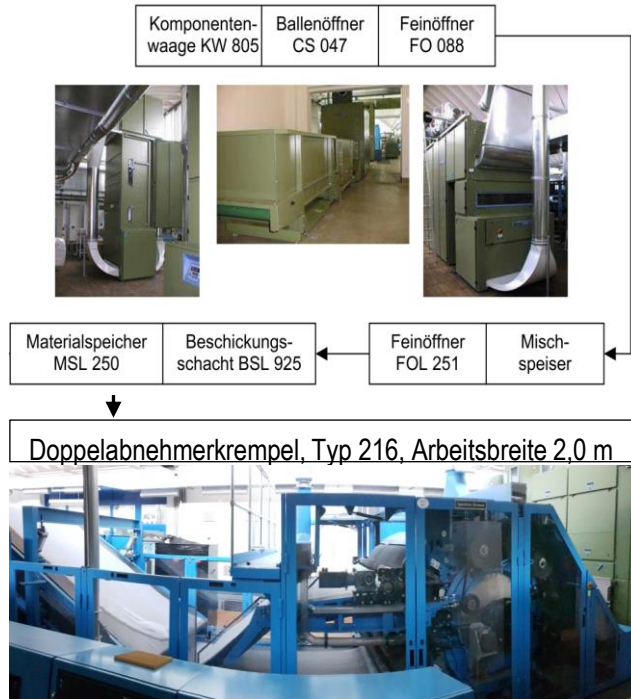 Komponenten-
waage KW 805
Ballenöffner
CS 047
Feinöffner
FO 088
Materialspeicher
MSL 250
Beschickungs-
schacht BSL 925
Feinöffner
FOL 251
Misch-
speiser
Doppelabnehmerkrempel, Typ 216, Arbeitsbreite 2,0 m